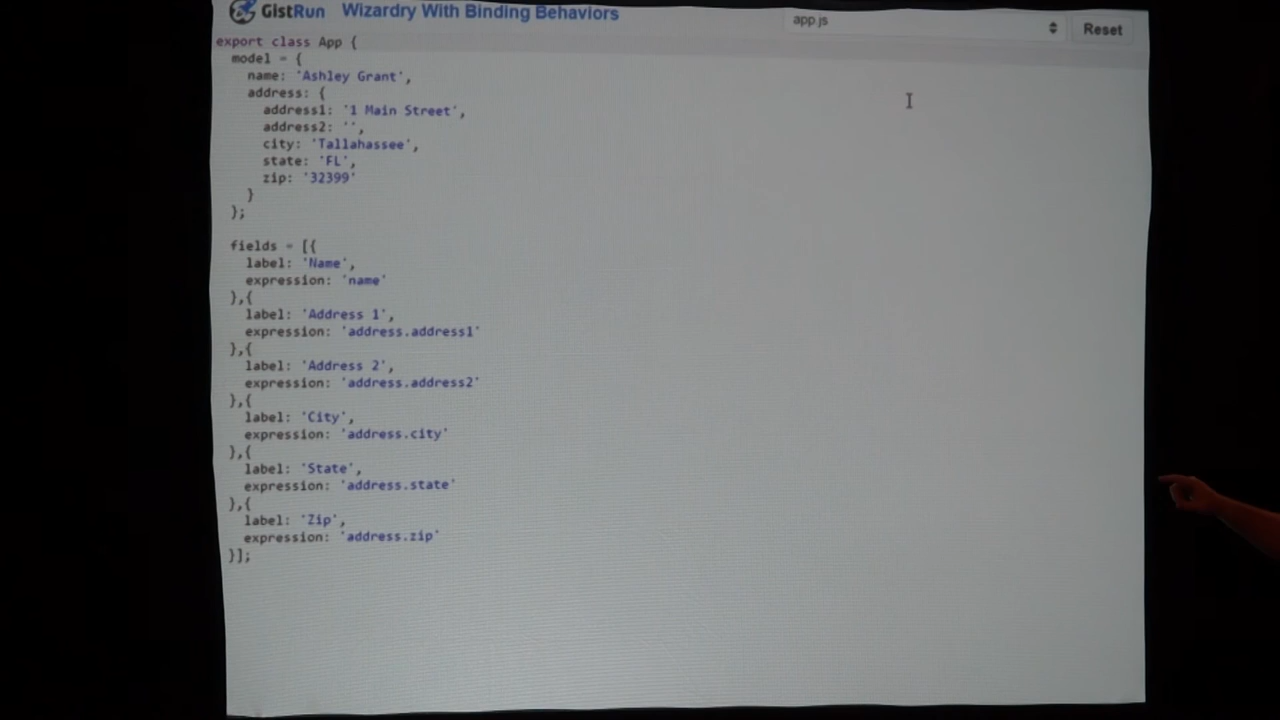 GistRun Wizardry With Binding Behaviors app.js Reset
export class App {
model = {
name: 'Ashley Grant',
address: {
address1: '1 Main Street',
address2: '',
city: 'Tallahassee',
state: 'FL',
zip: '32399'
}
};
fields = [{
label: 'Name',
expression: 'name'
},{
label: 'Address 1',
expression: 'address.address1'
},{
label: 'Address 2',
expression: 'address.address2'
},{
label: 'City',
expression: 'address.city'
},{
label: 'State',
expression: 'address.state'
},{
label: 'Zip',
expression: 'address.zip'
}];